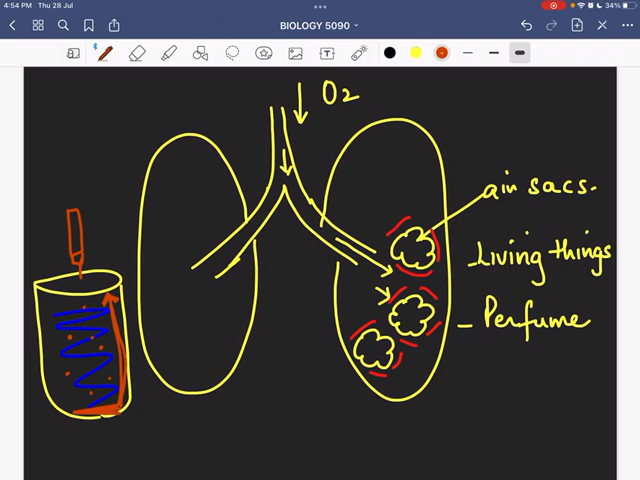 4:54 PM Thu 28 Jul
34%
BIOLOGY 5090
O2
air sacs.
- Living things
- Perfume